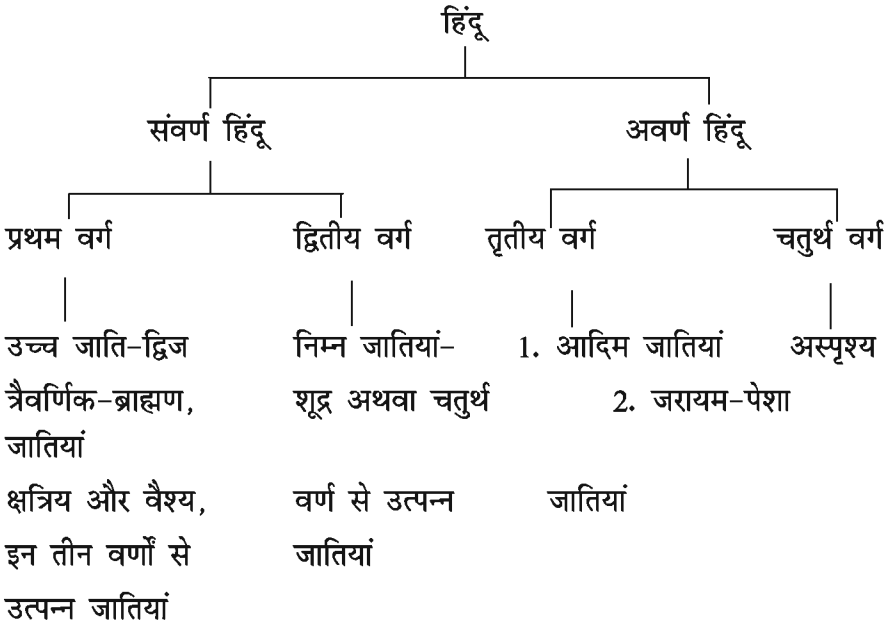 हिंदू
संवर्ण हिंदू अवर्ण हिंदू
प्रथम वर्ग द्वितीय वर्ग तृतीय वर्ग चतुर्थ वर्ग
उच्च जाति-द्विज निम्न जातियां- 1. आदिम जातियां अस्पृश्य
त्रैवर्णिक-ब्राह्मण, शूद्र अथवा चतुर्थ 2. जरायम-पेशा
जातियां
क्षत्रिय और वैश्य, वर्ण से उत्पन्न जातियां
इन तीन वर्णों से जातियां
उत्पन्न जातियां